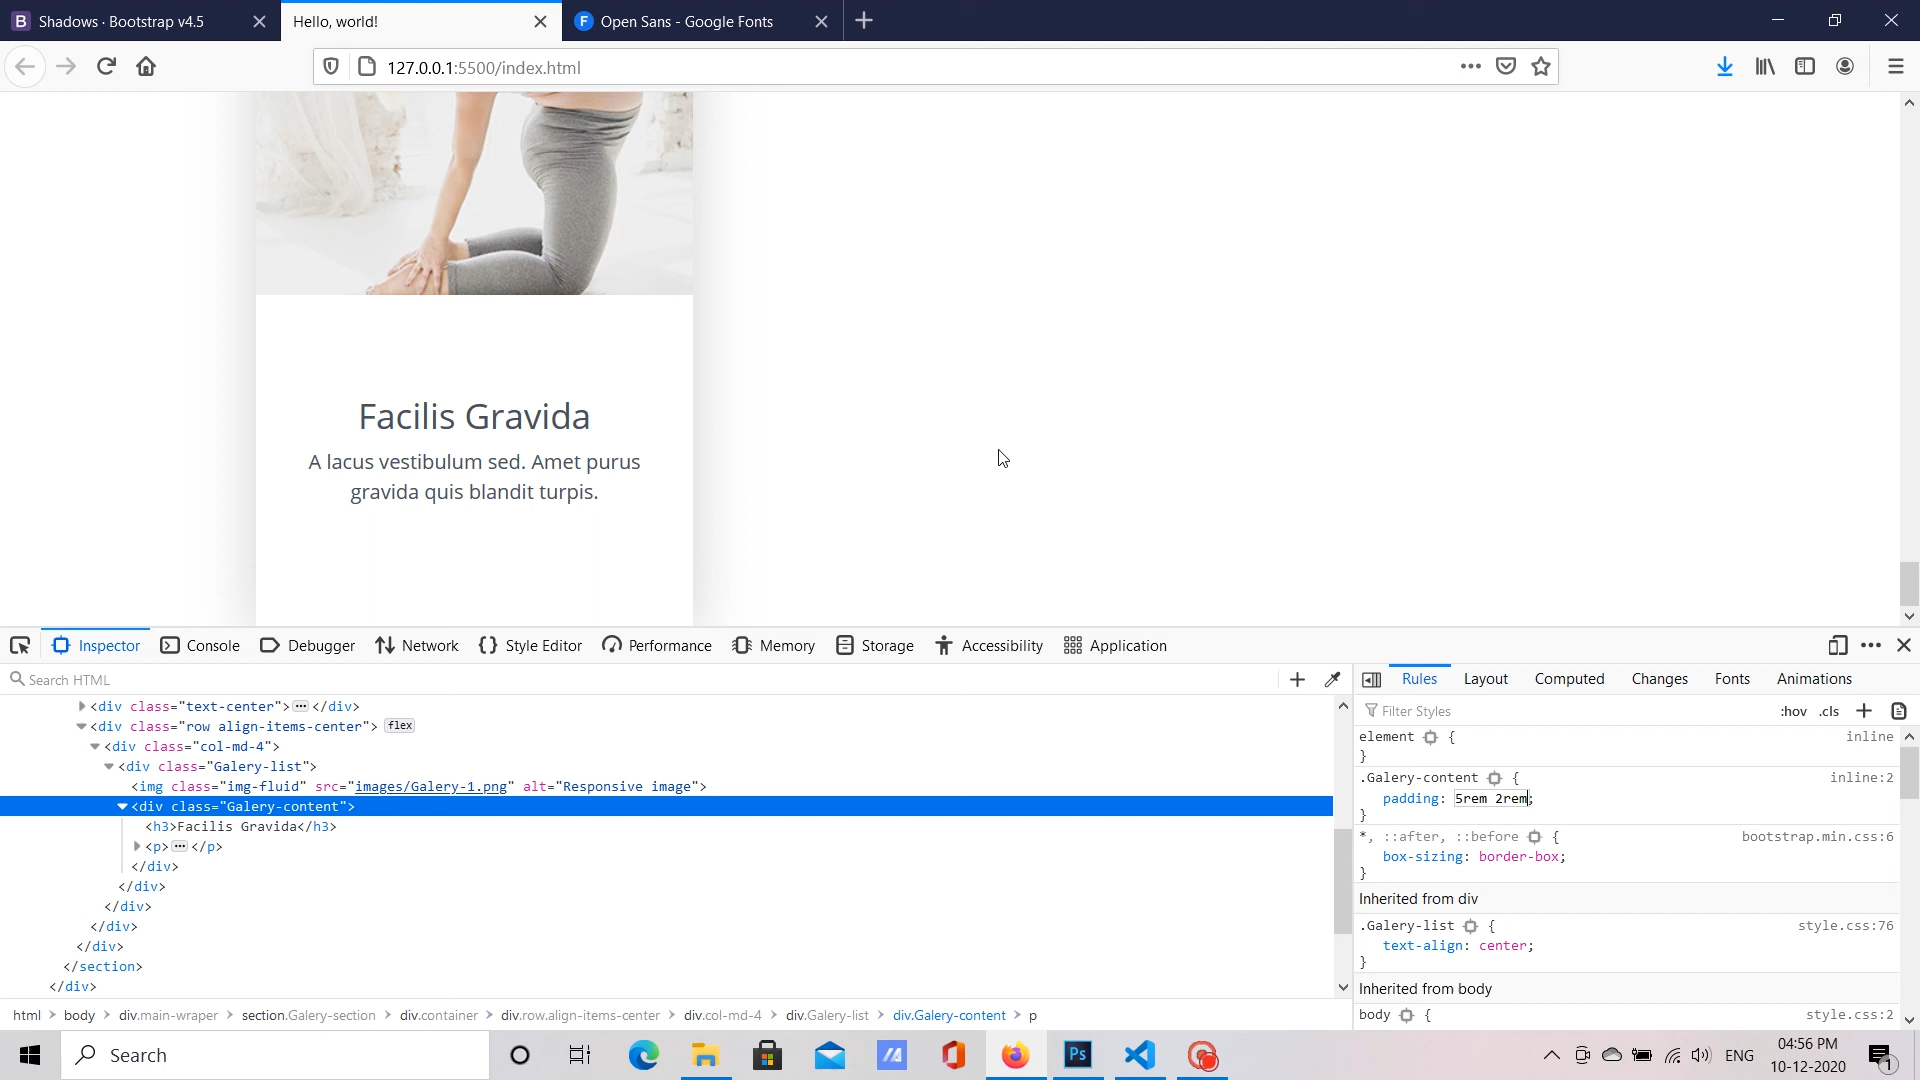 B Shadows · Bootstrap v4.5
Hello, world!
F Open Sans - Google Fonts
127.0.0.1:5500/index.html
Facilis Gravida
A lacus vestibulum sed. Amet purus
gravida quis blandit turpis.
Inspector Console Debugger Network Style Editor Performance Memory Storage Accessibility Application
Search HTML
<div class="text-center"> </div>
<div class="row align-items-center"> flex
<div class="col-md-4">
<div class="Galery-list">
<img class="img-fluid" src="images/Galery-1.png" alt="Responsive image">
<div class="Galery-content">
<h3>Facilis Gravida</h3>
<p> </p>
</div>
</div>
</div>
</div>
</div>
</section>
</div>
html body div.main-wraper section.Galery-section div.container div.row.align-items-center div.col-md-4 div.Galery-list div.Galery-content p
Rules Layout Computed Changes Fonts Animations
Filter Styles :hov .cls
element { inline
}
.Galery-content { inline:2
padding: 5rem 2rem;
}
*, ::after, ::before { bootstrap.min.css:6
box-sizing: border-box;
}
Inherited from div
.Galery-list { style.css:76
text-align: center;
}
Inherited from body
body { style.css:2
Search
Ps
ENG
04:56 PM
10-12-2020
1